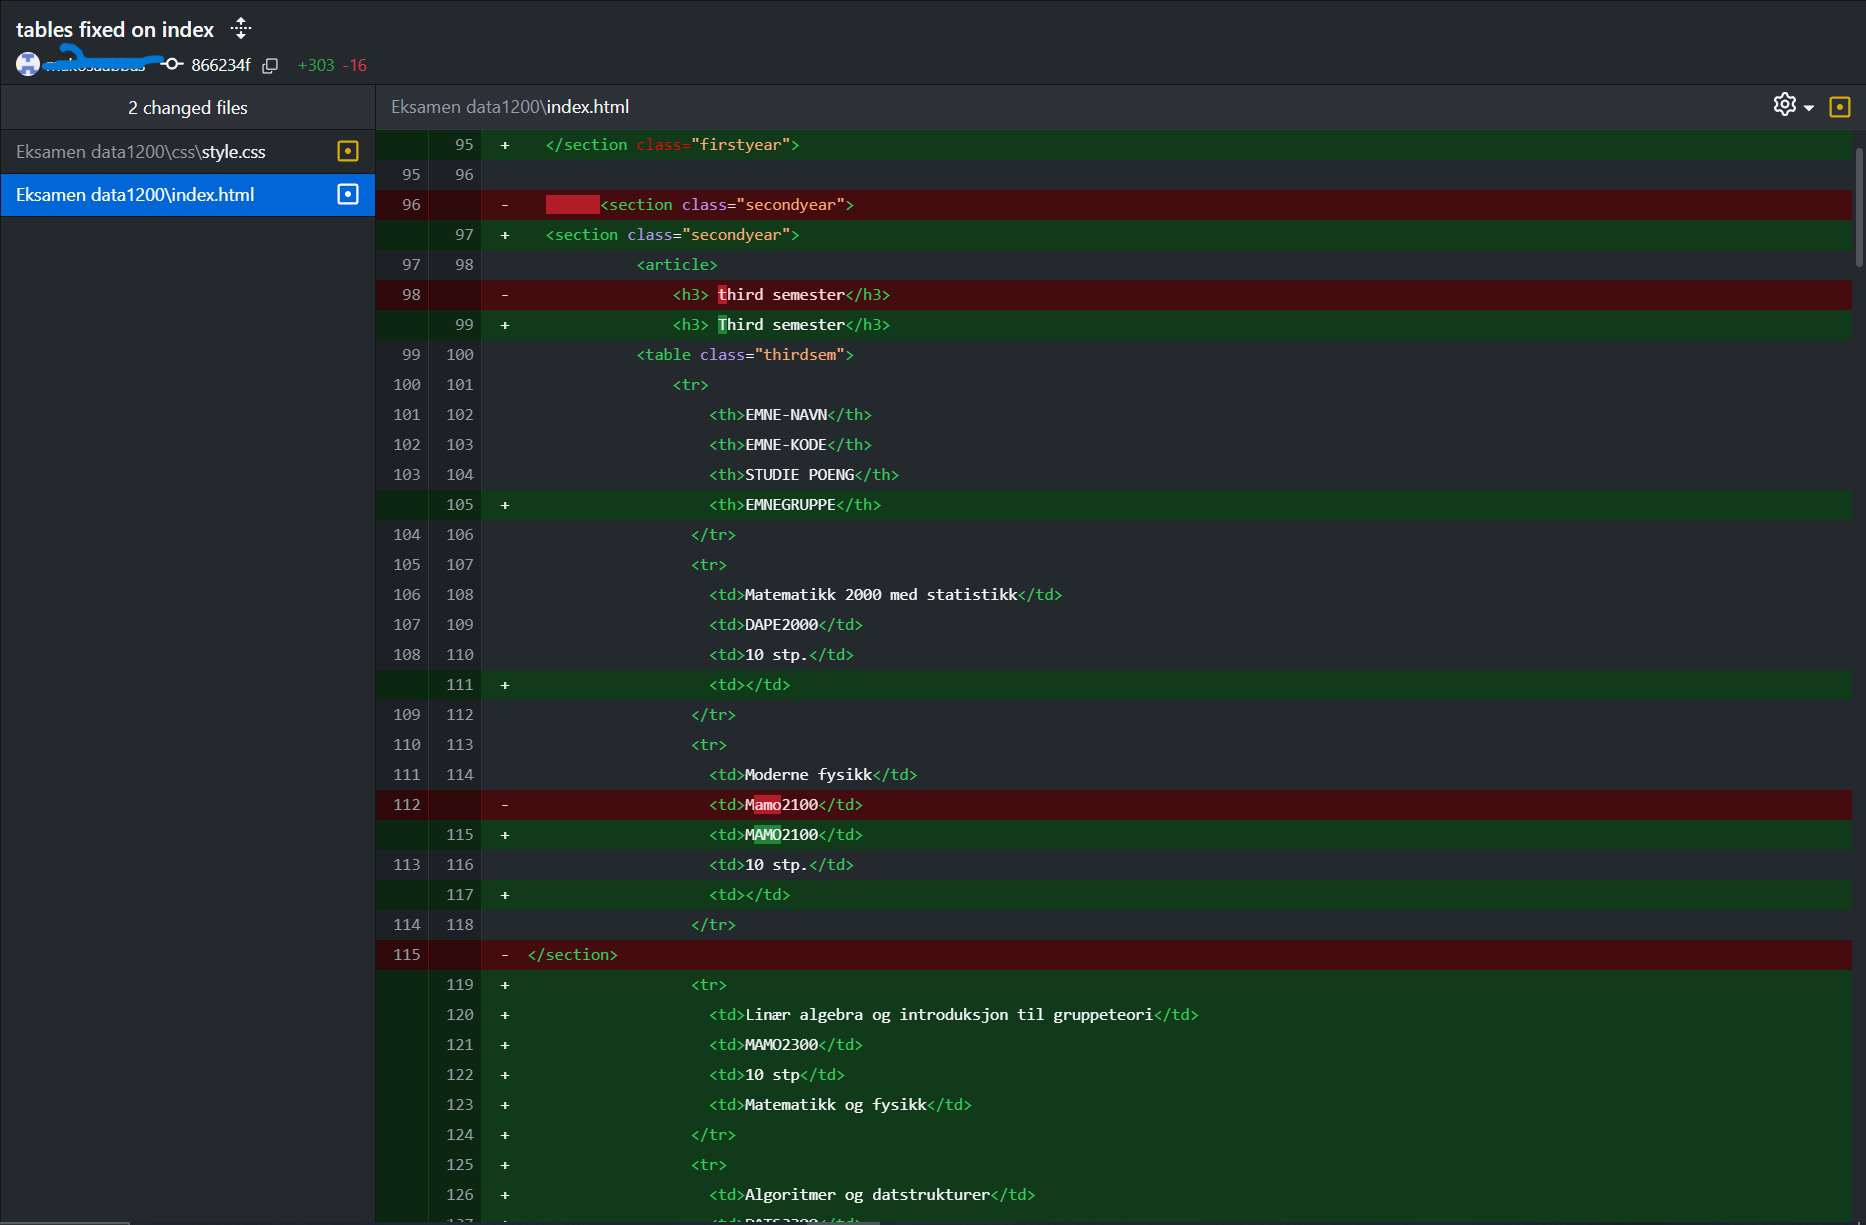 tables fixed on index
866234f +303 -16
2 changed files
Eksamen data1200\css\style.css
Eksamen data1200\index.html
Eksamen data1200\index.html
95 + </section class="firstyear">
95 96
96 - <section class="secondyear">
97 + <section class="secondyear">
97 98 <article>
98 - <h3> third semester</h3>
99 + <h3> Third semester</h3>
99 100 <table class="thirdsem">
100 101 <tr>
101 102 <th>EMNE-NAVN</th>
102 103 <th>EMNE-KODE</th>
103 104 <th>STUDIE POENG</th>
105 + <th>EMNEGRUPPE</th>
104 106 </tr>
105 107 <tr>
106 108 <td>Matematikk 2000 med statistikk</td>
107 109 <td>DAPE2000</td>
108 110 <td>10 stp.</td>
111 + <td></td>
109 112 </tr>
110 113 <tr>
111 114 <td>Moderne fysikk</td>
112 - <td>Mamo2100</td>
115 + <td>MAMO2100</td>
113 116 <td>10 stp.</td>
117 + <td></td>
114 118 </tr>
115 - </section>
119 + <tr>
120 + <td>Linær algebra og introduksjon til gruppeteori</td>
121 + <td>MAMO2300</td>
122 + <td>10 stp</td>
123 + <td>Matematikk og fysikk</td>
124 + </tr>
125 + <tr>
126 + <td>Algoritmer og datstrukturer</td>